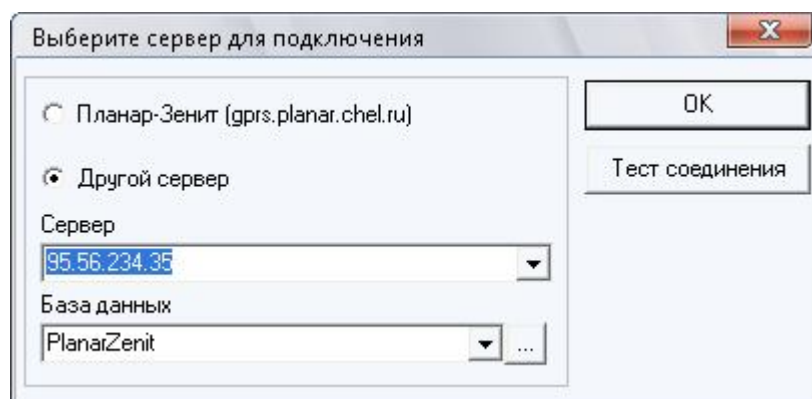 Выберите сервер для подключения
Планар-Зенит (gprs.planar.chel.ru)
Другой сервер
Сервер
95.56.234.35
База данных
PlanarZenit
...
OK
Тест соединения